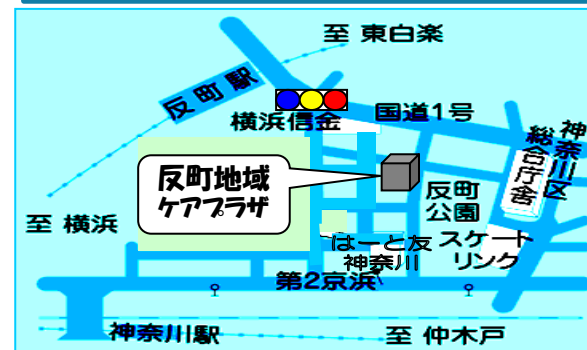 至 東白楽
反町駅
国道1号
横浜信金
神奈川区
総合庁舎
反町地域
ケアプラザ
反町
公園
至 横浜
はーと友
神奈川
スケート
リンク
第2京浜
神奈川駅
至 仲木戸